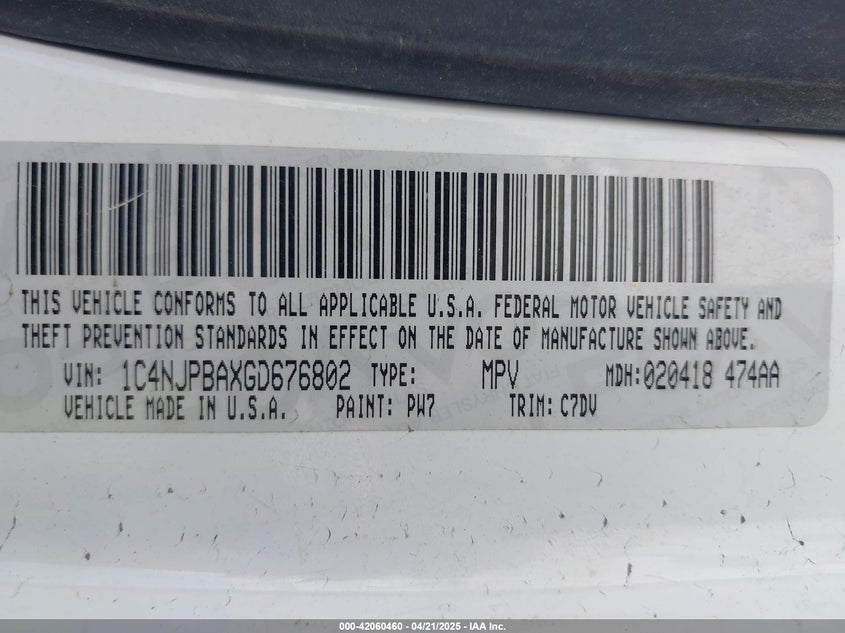 THIS VEHICLE CONFORMS TO ALL APPLICABLE U.S.A. FEDERAL MOTOR VEHICLE SAFETY AND
THEFT PREVENTION STANDARDS IN EFFECT ON THE DATE OF MANUFACTURE SHOWN ABOVE.
VIN: 1C4NJPBAXGD676802 TYPE: MPV MDH:020418 474AA
VEHICLE MADE IN U.S.A. PAINT: PW7 TRIM: C7DV
000-42060460 - 04/21/2025 - IAA Inc.